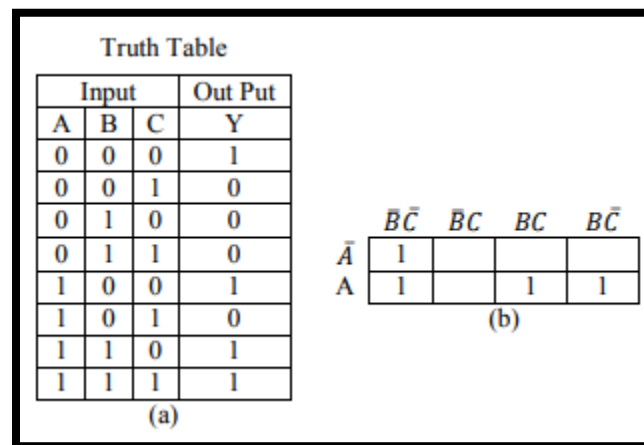 Truth Table
Input Out Put
A B C Y
0 0 0 1
0 0 1 0
0 1 0 0
0 1 1 0
1 0 0 1
1 0 1 0
1 1 0 1
1 1 1 1
(a)
B̄C̄ B̄C BC BC̄
Ā 1
A 1 1 1
(b)